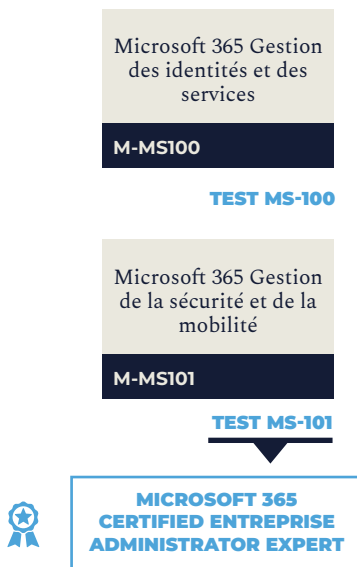 Microsoft 365 Gestion
des identités et des
services
M-MS100
TEST MS-100
Microsoft 365 Gestion
de la sécurité et de la
mobilité
M-MS101
TEST MS-101
MICROSOFT 365
CERTIFIED ENTREPRISE
ADMINISTRATOR EXPERT